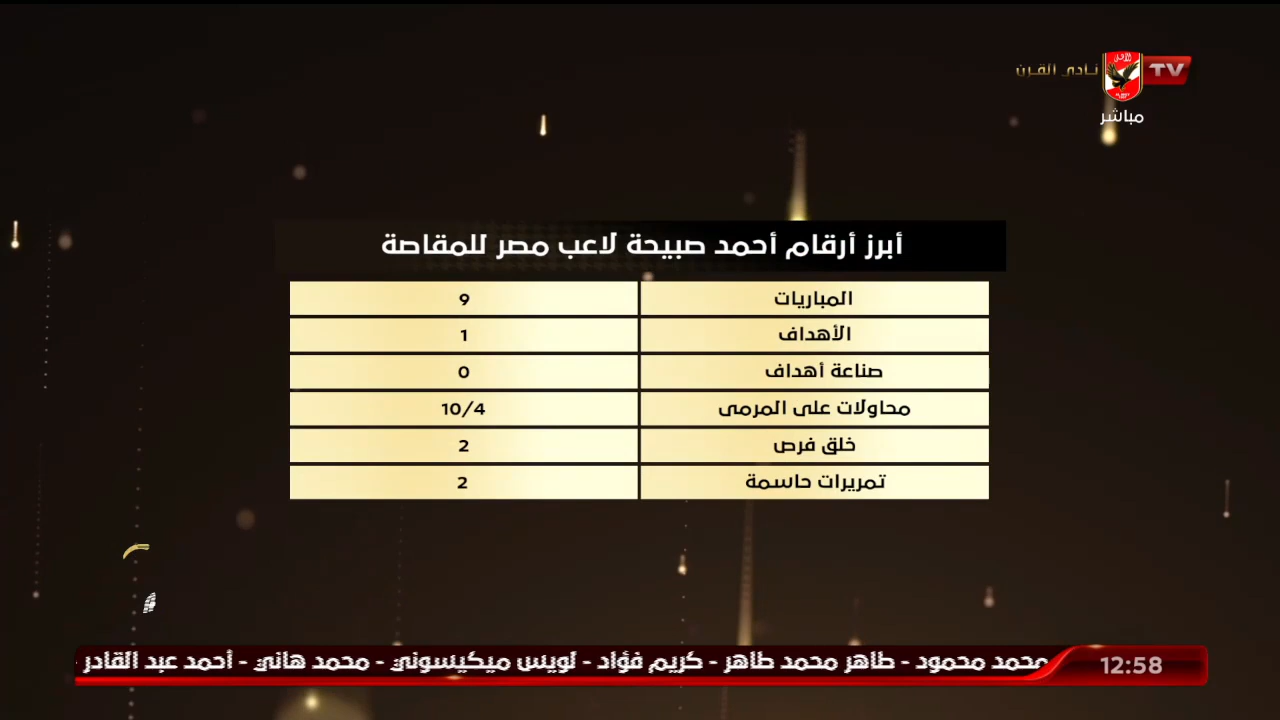 نادي القرن
TV
مباشر
أبرز أرقام أحمد صبيحة لاعب مصر للمقاصة
المباريات 9
الأهداف 1
صناعة أهداف 0
محاولات على المرمى 10/4
خلق فرص 2
تمريرات حاسمة 2
12:58
محمد محمود - طاهر محمد طاهر - كريم فؤاد - لويس ميكيسوني - محمد هاني - أحمد عبد القادر -